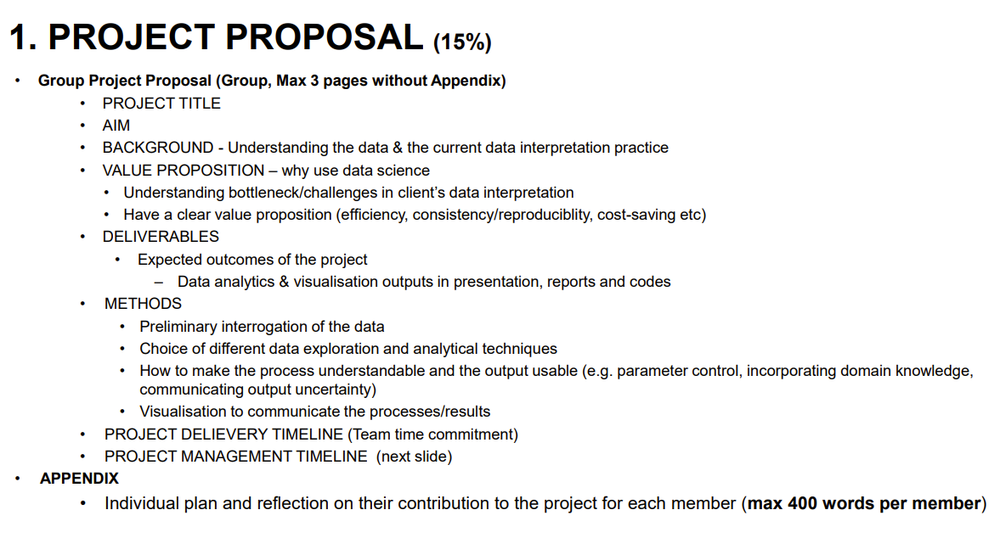 1. PROJECT PROPOSAL (15%)
• Group Project Proposal (Group, Max 3 pages without Appendix)
• PROJECT TITLE
• AIM
• BACKGROUND - Understanding the data & the current data interpretation practice
• VALUE PROPOSITION – why use data science
• Understanding bottleneck/challenges in client's data interpretation
• Have a clear value proposition (efficiency, consistency/reproduciblity, cost-saving etc)
• DELIVERABLES
• Expected outcomes of the project
– Data analytics & visualisation outputs in presentation, reports and codes
• METHODS
• Preliminary interrogation of the data
• Choice of different data exploration and analytical techniques
• How to make the process understandable and the output usable (e.g. parameter control, incorporating domain knowledge,
communicating output uncertainty)
• Visualisation to communicate the processes/results
• PROJECT DELIEVERY TIMELINE (Team time commitment)
• PROJECT MANAGEMENT TIMELINE (next slide)
• APPENDIX
• Individual plan and reflection on their contribution to the project for each member (max 400 words per member)